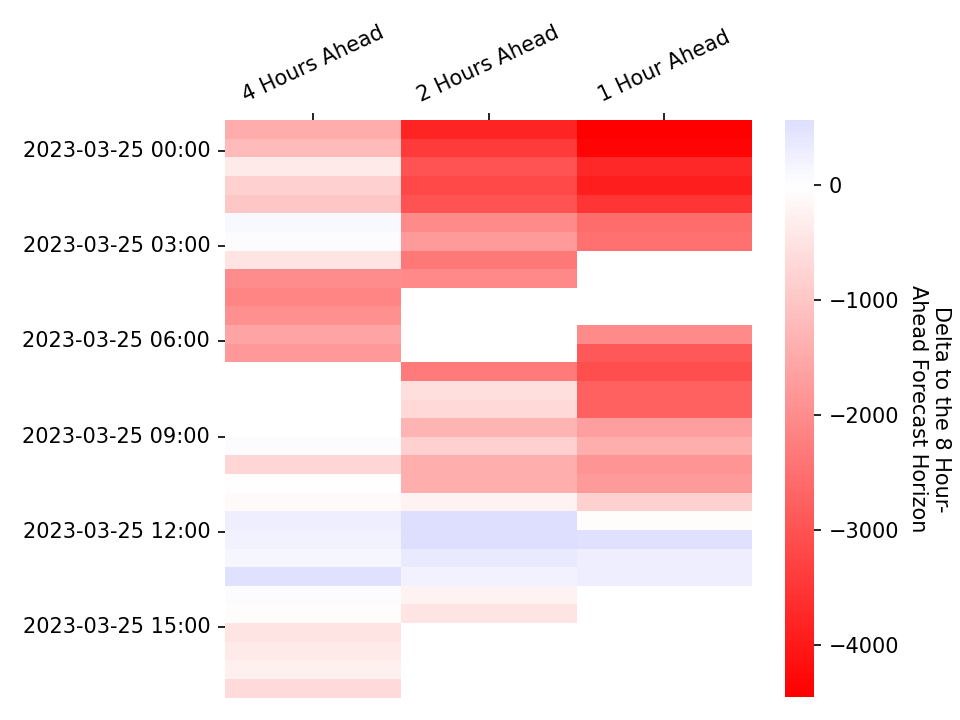 4 Hours Ahead
2 Hours Ahead
1 Hour Ahead
2023-03-25 00:00
2023-03-25 03:00
2023-03-25 06:00
2023-03-25 09:00
2023-03-25 12:00
2023-03-25 15:00
0
−1000
−2000
−3000
−4000
Delta to the 8 Hour-
Ahead Forecast Horizon